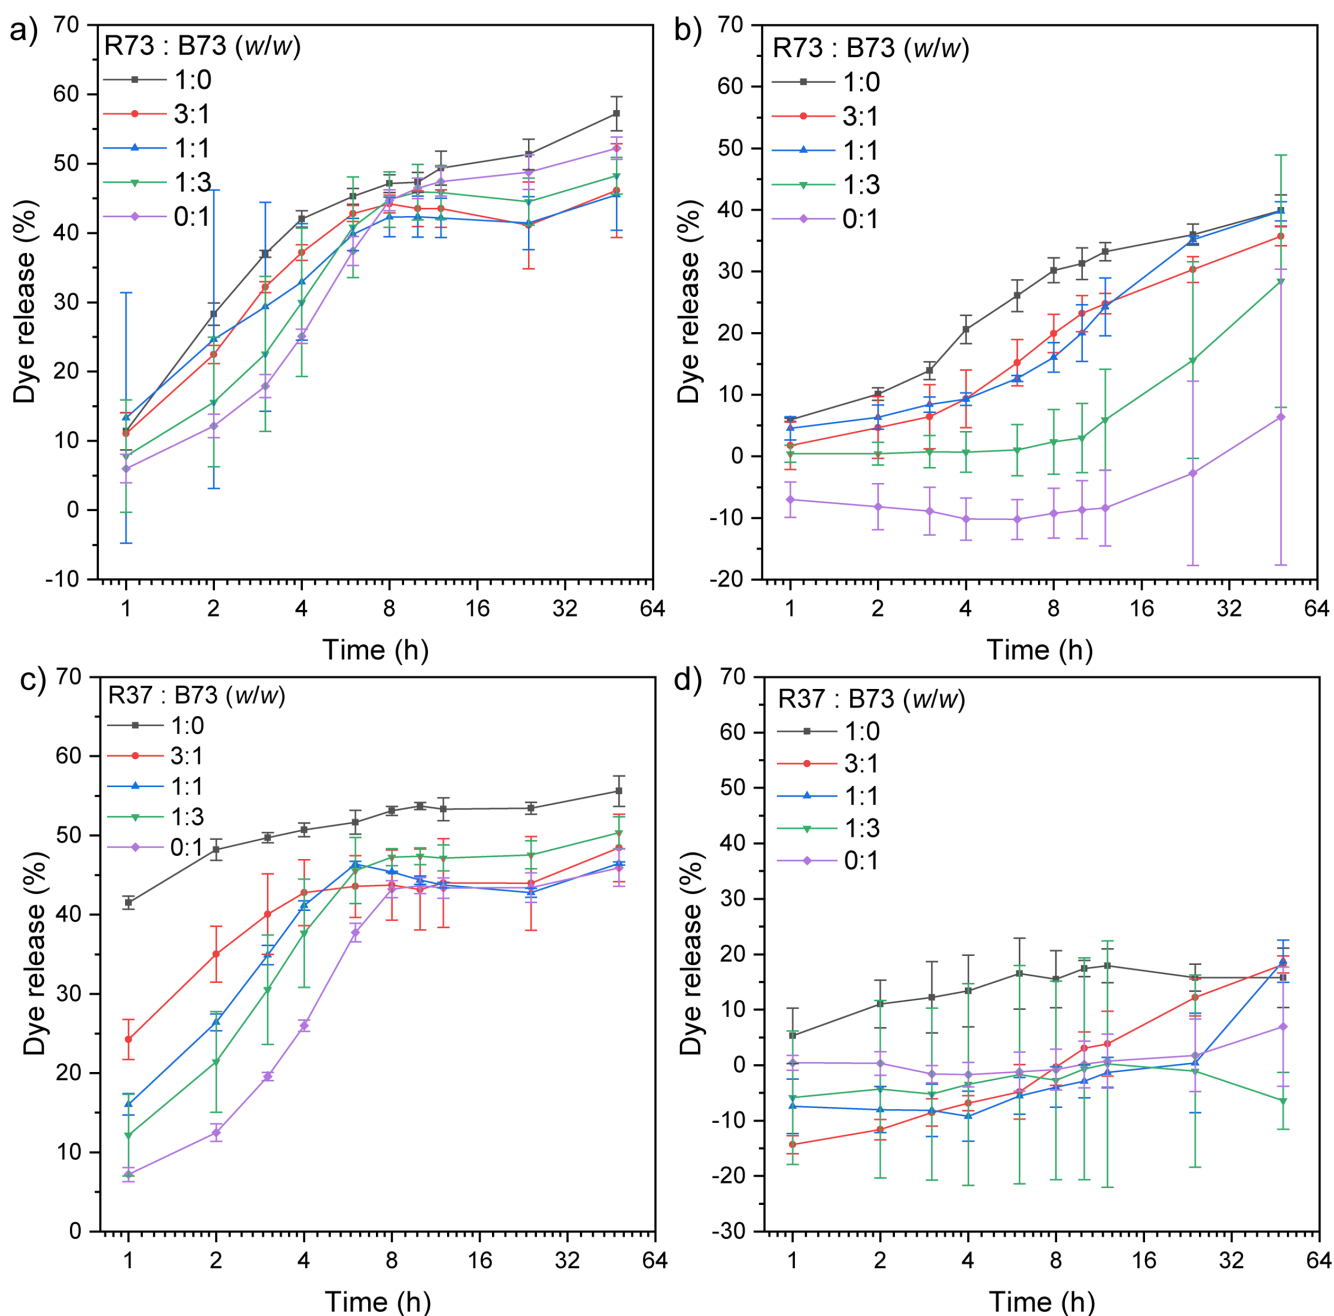 a)
R73 : B73 (w/w)
1:0
3:1
1:1
1:3
0:1
Dye release (%)
70
60
50
40
30
20
10
0
-10
1 2 4 8 16 32 64
Time (h)
b)
R73 : B73 (w/w)
1:0
3:1
1:1
1:3
0:1
Dye release (%)
70
60
50
40
30
20
10
0
-10
-20
1 2 4 8 16 32 64
Time (h)
c)
R37 : B73 (w/w)
1:0
3:1
1:1
1:3
0:1
Dye release (%)
70
60
50
40
30
20
10
0
1 2 4 8 16 32 64
Time (h)
d)
R37 : B73 (w/w)
1:0
3:1
1:1
1:3
0:1
Dye release (%)
70
60
50
40
30
20
10
0
-10
-20
-30
1 2 4 8 16 32 64
Time (h)